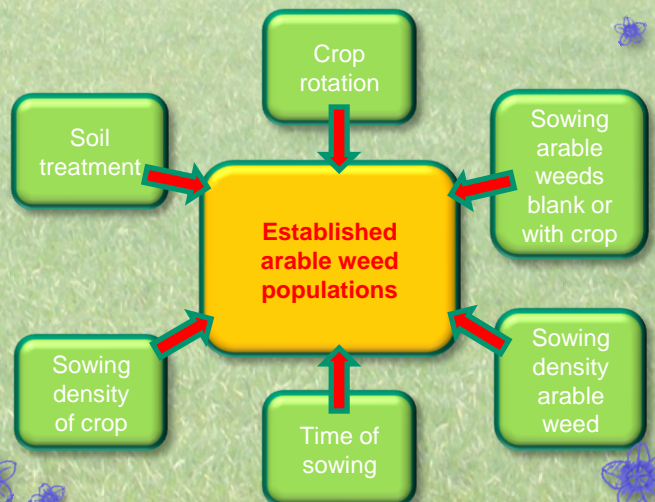 Crop
rotation
Soil
treatment
Sowing
arable
weeds
blank or
with crop
Established
arable weed
populations
Sowing
density
of crop
Time of
sowing
Sowing
density
arable
weed